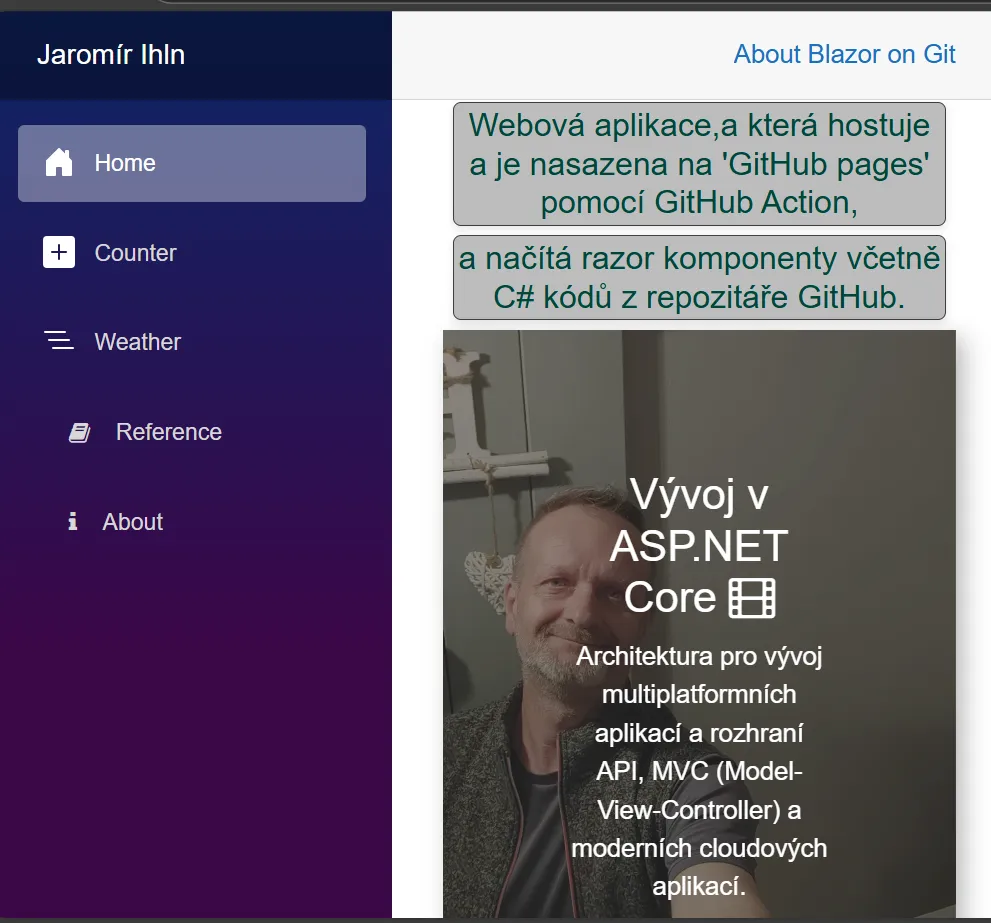 Jaromír Ihln
About Blazor on Git
Home
Counter
Weather
Reference
About
Webová aplikace,a která hostuje
a je nasazena na 'GitHub pages'
pomocí GitHub Action,
a načítá razor komponenty včetně
C# kódů z repozitáře GitHub.
Vývoj v
ASP.NET
Core
Architektura pro vývoj
multiplatformních
aplikací a rozhraní
API, MVC (Model-
View-Controller) a
moderních cloudových
aplikací.